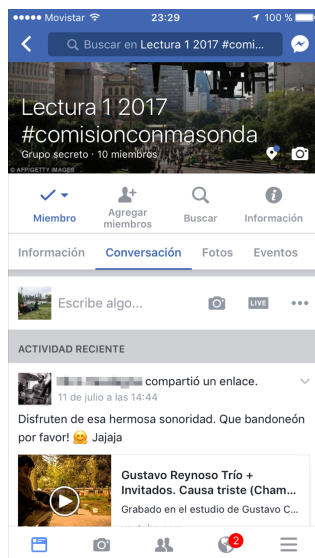 Movistar 23:29 100 %
Buscar en Lectura 1 2017 #comi...
Lectura 1 2017
#comisionconmasonda
Grupo secreto · 10 miembros
© AFP/GETTY IMAGES
Miembro Agregar miembros Buscar Información
Información Conversación Fotos Eventos
Escribe algo... LIVE
ACTIVIDAD RECIENTE
compartió un enlace.
11 de julio a las 14:44
Disfruten de esa hermosa sonoridad. Que bandoneón
por favor! 🤗 Jajaja
Gustavo Reynoso Trío +
Invitados. Causa triste (Cham...
Grabado en el estudio de Gustavo C...
2